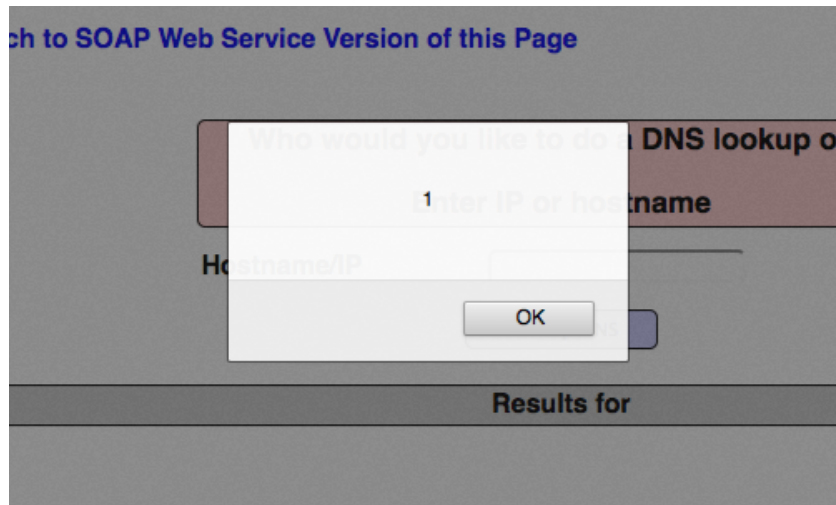 ch to SOAP Web Service Version of this Page
Who would you like to do a DNS lookup o
Enter IP or hostname
1
Hostname/IP
OK
Results for